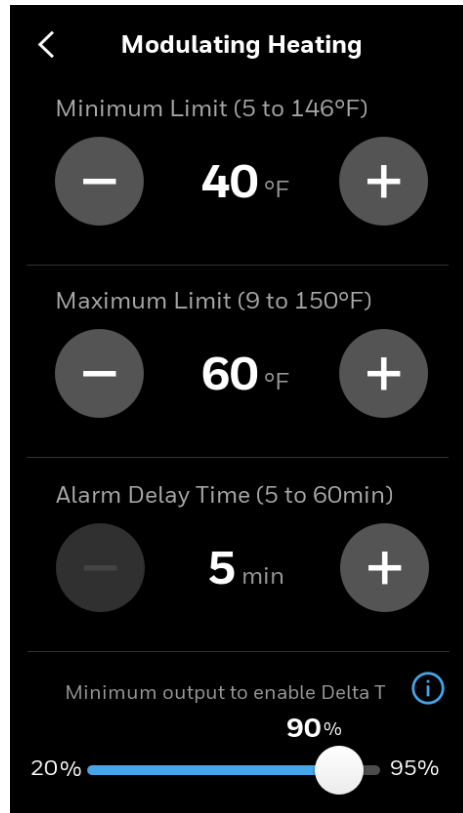 Modulating Heating
Minimum Limit (5 to 146°F)
40 °F
Maximum Limit (9 to 150°F)
60 °F
Alarm Delay Time (5 to 60min)
5 min
Minimum output to enable Delta T
90%
20% 95%